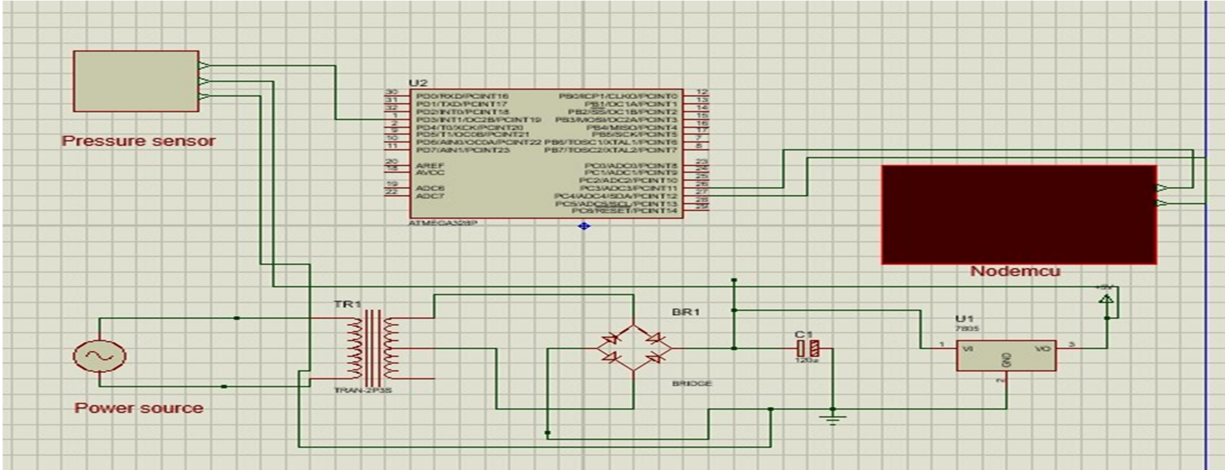 U2
30 PD0/RXD/PCINT16
31 PD1/TXD/PCINT17
32 PD2/INT0/PCINT18
1 PD3/INT1/OC2B/PCINT19
2 PD4/T0/XCK/PCINT20
9 PD5/T1/OC0B/PCINT21
10 PD6/AIN0/OC0A/PCINT22
11 PD7/AIN1/PCINT23
20 AREF
18 AVCC
19 ADC6
22 ADC7
PB0/ICP1/CLKO/PCINT0 12
PB1/OC1A/PCINT1 13
PB2/SS/OC1B/PCINT2 14
PB3/MOSI/OC2A/PCINT3 15
PB4/MISO/PCINT4 16
PB5/SCK/PCINT5 17
PB6/TOSC1/XTAL1/PCINT6 7
PB7/TOSC2/XTAL2/PCINT7 8
PC0/ADC0/PCINT8 23
PC1/ADC1/PCINT9 24
PC2/ADC2/PCINT10 25
PC3/ADC3/PCINT11 26
PC4/ADC4/SDA/PCINT12 27
PC5/ADC5/SCL/PCINT13 28
PC6/RESET/PCINT14 29
ATMEGA328P
Pressure sensor
Nodemcu
+5V
TR1
TRAN-2P3S
Power source
BR1
BRIDGE
C1
U1
7805
1 VI
VO 3
GND
2